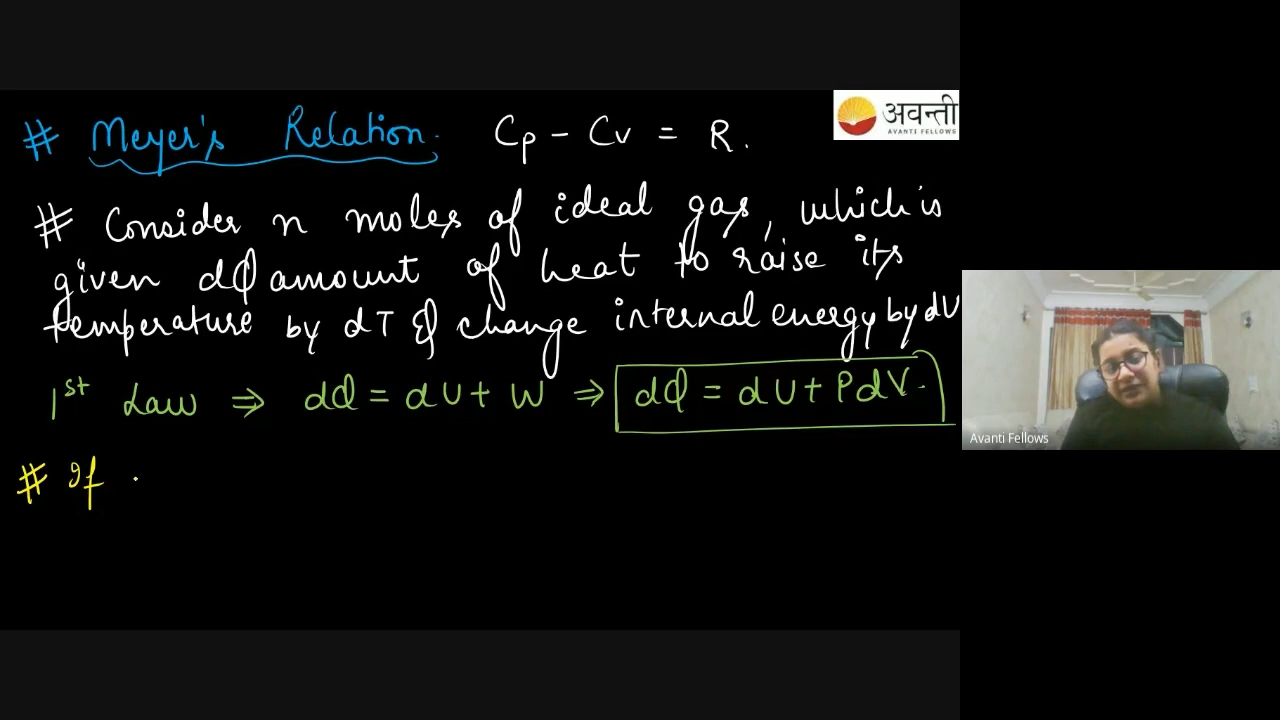 # Meyer's Relation. Cp - Cv = R.
अवन्ती
AVANTI FELLOWS
# Consider n moles of ideal gas, which is
given dQ amount of heat to raise its
temperature by dT & change internal energy by dU
1st Law ⇒ dQ = dU + W ⇒ dQ = dU + PdV.
# If
Avanti Fellows